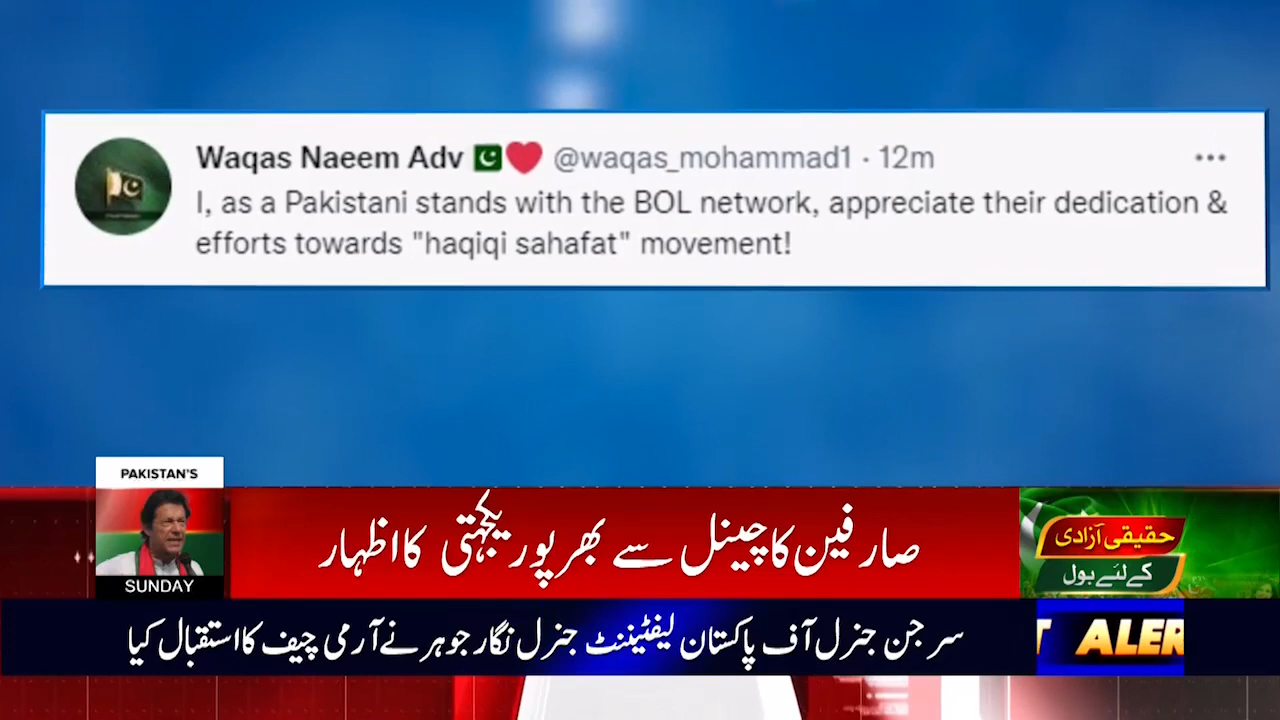 Waqas Naeem Adv 🇵🇰❤️ @waqas_mohammad1 · 12m
I, as a Pakistani stands with the BOL network, appreciate their dedication &
efforts towards "haqiqi sahafat" movement!
PAKISTAN'S
SUNDAY
صارفین کا چینل سے بھرپور یکجہتی کا اظہار
حقیقی آزادی
کے لئے بول
سرجن جنرل آف پاکستان لیفٹیننٹ جنرل نگار جوہر نے آرمی چیف کا استقبال کیا
T ALER